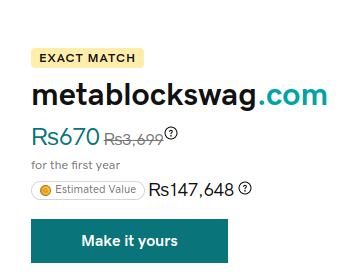 EXACT MATCH
metablockswag.com
Rs670 Rs3,699
for the first year
Estimated Value Rs147,648
Make it yours